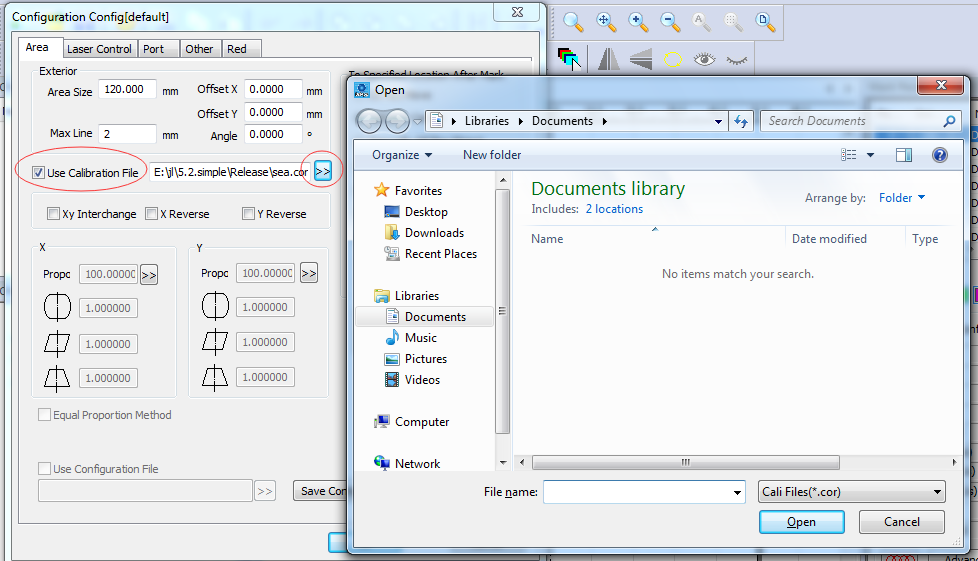 Configuration Config[default]
Area Laser Control Port Other Red
Exterior
Area Size 120.000 mm Offset X 0.0000 mm
Offset Y 0.0000 mm
Max Line 2 mm Angle 0.0000 °
Use Calibration File E:\jl\5.2.simple\Release\sea.cor >>
Xy Interchange X Reverse Y Reverse
X
Propc 100.0000 >>
1.000000
1.000000
1.000000
Y
Propc 100.0000 >>
1.000000
1.000000
1.000000
Equal Proportion Method
Use Configuration File
>> Save Con
To Specified Location After Mark
Open
Libraries Documents
Search Documents
Organize New folder
Favorites
Desktop
Downloads
Recent Places
Libraries
Documents
Music
Pictures
Videos
Computer
Network
Documents library
Includes: 2 locations
Arrange by: Folder
Name Date modified Type
No items match your search.
File name: Cali Files(*.cor)
Open Cancel